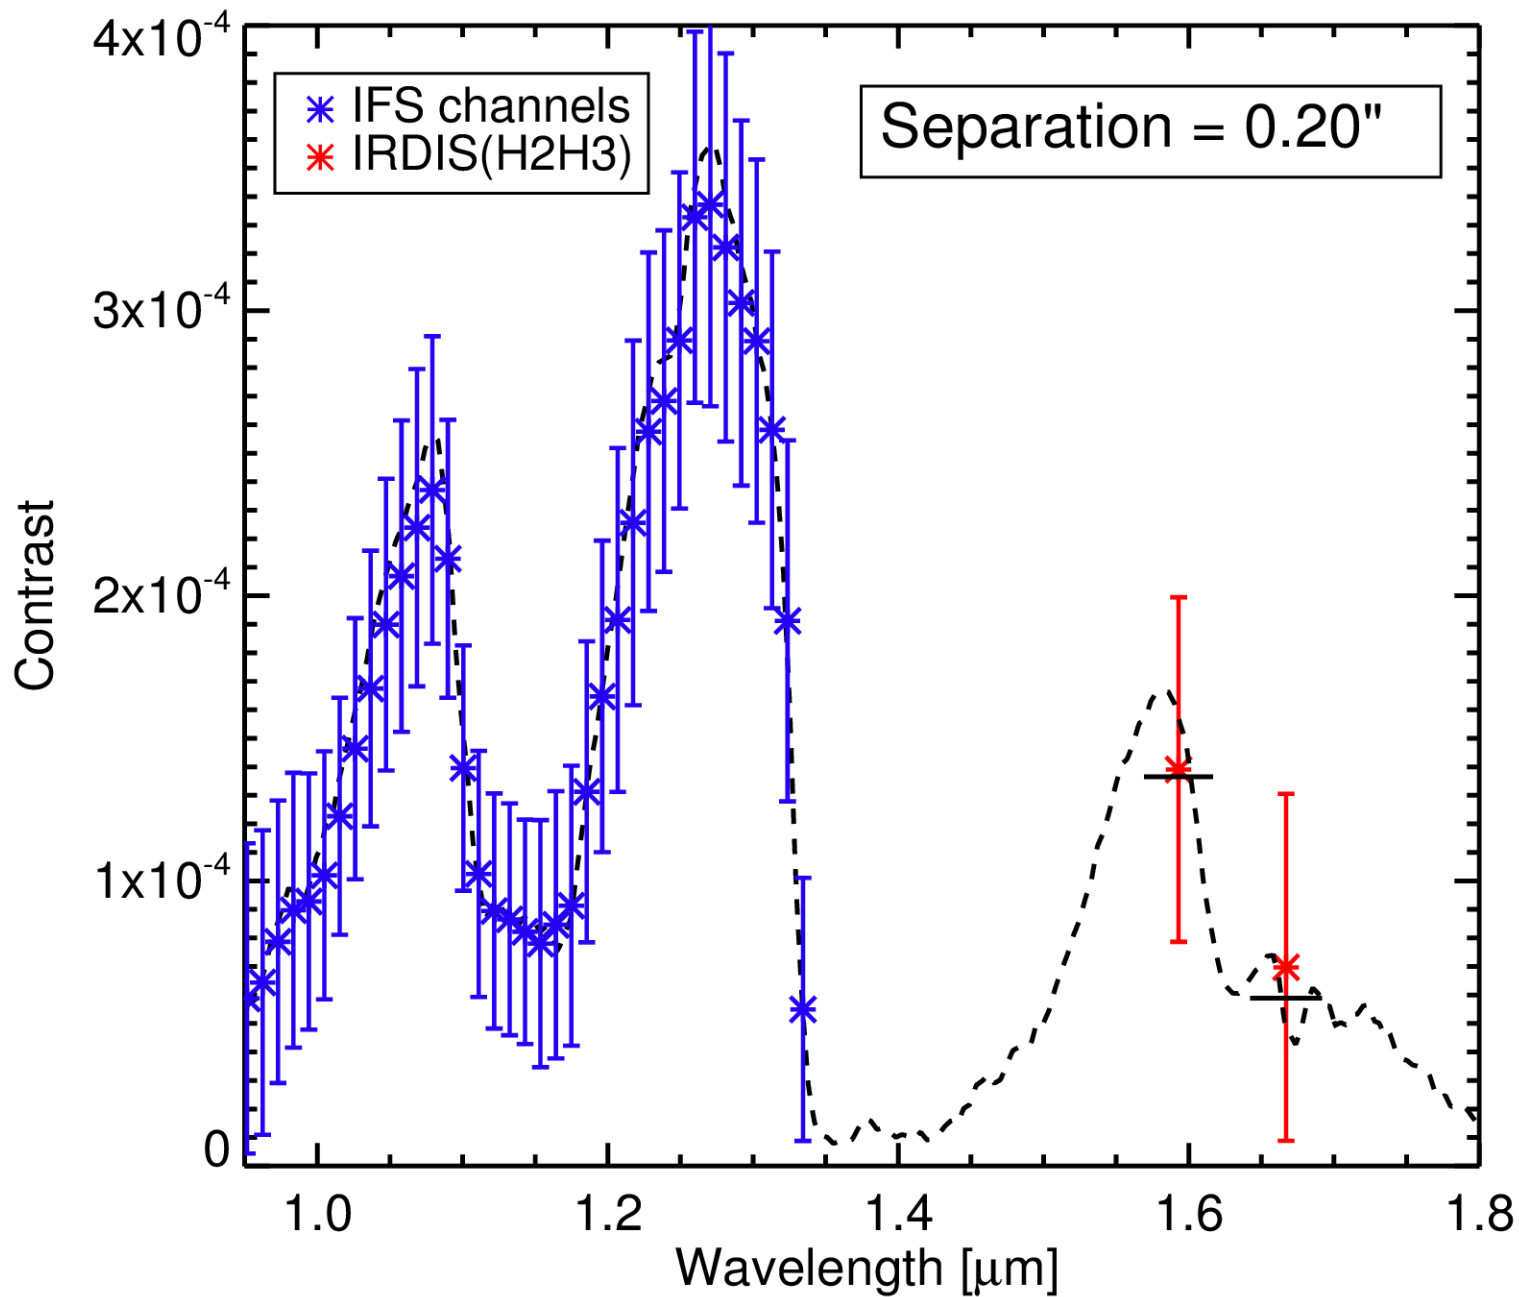 4x10⁻⁴
IFS channels
IRDIS(H2H3)
Separation = 0.20"
3x10⁻⁴
2x10⁻⁴
1x10⁻⁴
0
Contrast
1.0 1.2 1.4 1.6 1.8
Wavelength [μm]